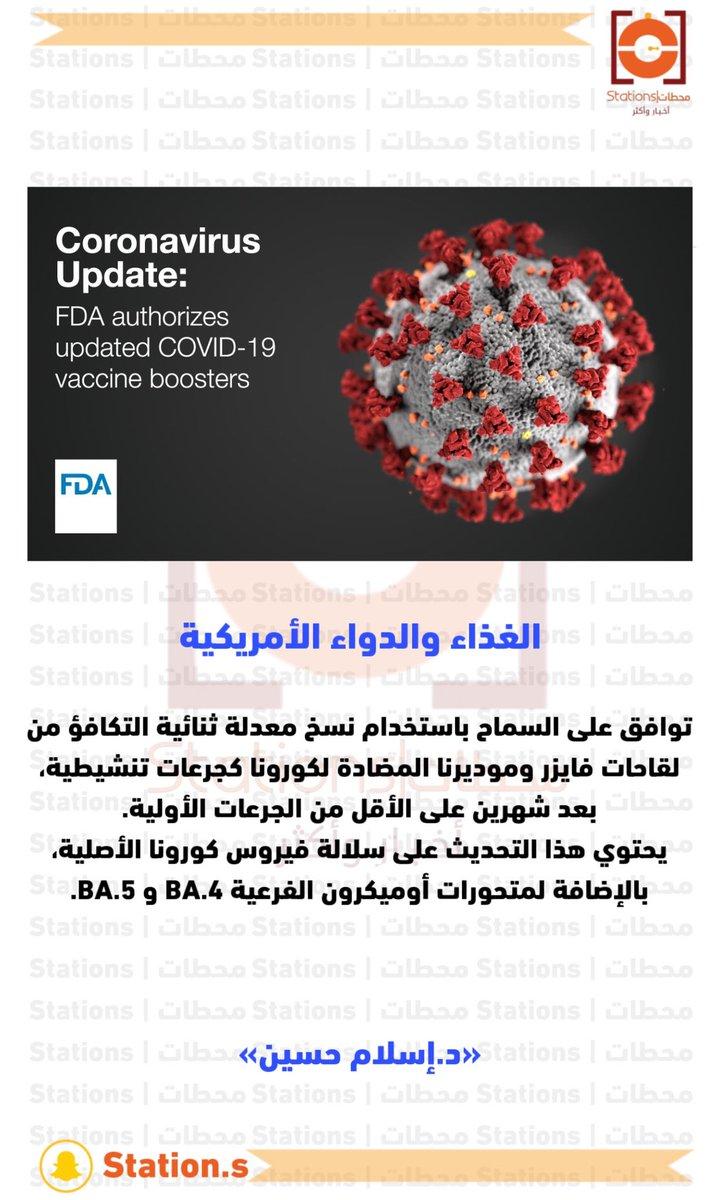 محطات|Stations
أخبار وأكثر
Coronavirus
Update:
FDA authorizes
updated COVID-19
vaccine boosters
FDA
الغذاء والدواء الأمريكية
توافق على السماح باستخدام نسخ معدلة ثنائية التكافؤ من
لقاحات فايزر وموديرنا المضادة لكورونا كجرعات تنشيطية،
بعد شهرين على الأقل من الجرعات الأولية.
يحتوي هذا التحديث على سلالة فيروس كورونا الأصلية،
بالإضافة لمتحورات أوميكرون الفرعية BA.4 و BA.5.
«د.إسلام حسين»
Station.s